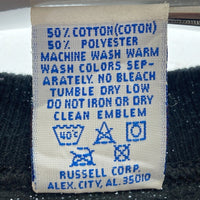 50% COTTON(COTON)
50% POLYESTER
MACHINE WASH WARM
WASH COLORS SEP-
ARATELY. NO BLEACH
TUMBLE DRY LOW
DO NOT IRON OR DRY
CLEAN EMBLEM
40°C
RUSSELL CORP.
ALEX. CITY, AL. 35010